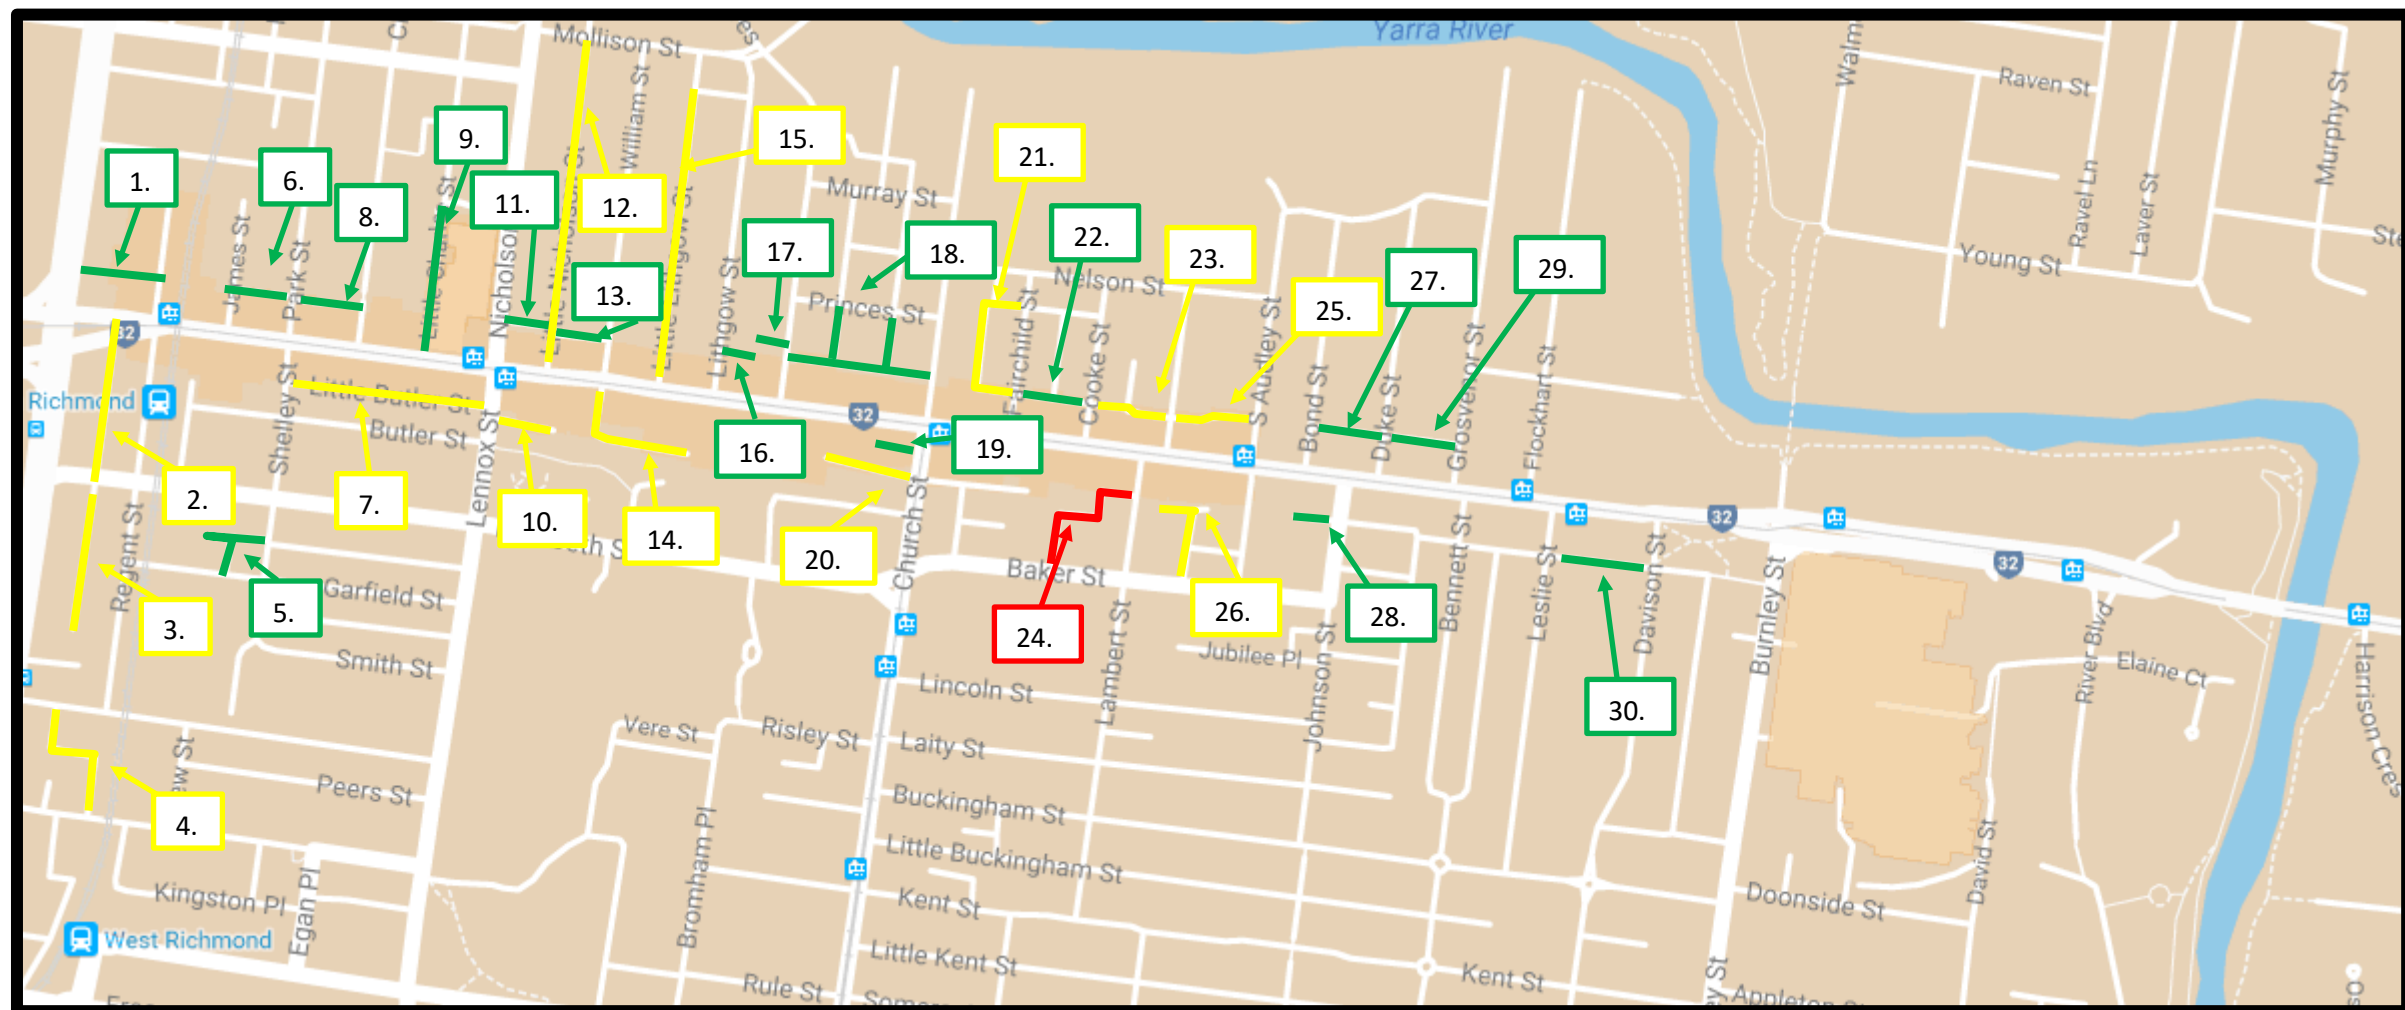 Yarra River
Mollison St
William St
Raven St
Murphy St
Ravel Ln
Laver St
Young St
9.
15.
21.
1.
6.
8.
11.
12.
Murray St
17.
18.
22.
23.
27.
29.
25.
13.
James St
Park St
Little Charles St
Nicholson
Little Nicholson St
Little Lithgow St
Lithgow St
Princes St
Nelson St
Fairchild St
Cooke St
S Audley St
Bond St
Duke St
Grosvenor St
Flockhart St
32
Richmond
Shelley St
Little Butler St
Butler St
Lennox St
32
16.
19.
2.
7.
10.
14.
20.
Church St
32
32
Regent St
Garfield St
5.
3.
Smith St
Baker St
24.
26.
28.
Lambert St
Jubilee Pl
Johnson St
Bennett St
Leslie St
Davison St
Burnley St
30.
River Blvd
Elaine Ct
Harrison Cres
Lincoln St
Vere St
Risley St
Laity St
Peers St
4.
Buckingham St
Little Buckingham St
Bromham Pl
Kingston Pl
Egan Pl
Kent St
Little Kent St
Kent St
Doonside St
David St
West Richmond
Rule St
Appleton